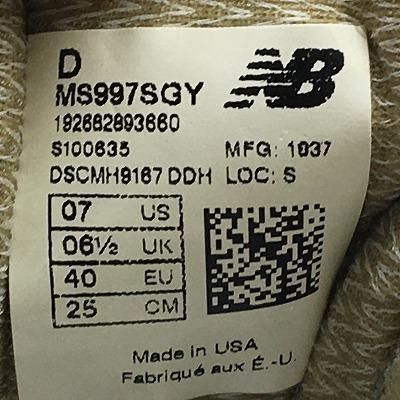 D
MS997SGY
192682893660
S100635 MFG: 1037
DSCMH9167 DDH LOC: S
07 US
06½ UK
40 EU
25 CM
Made in USA
Fabriqué aux É.-U.